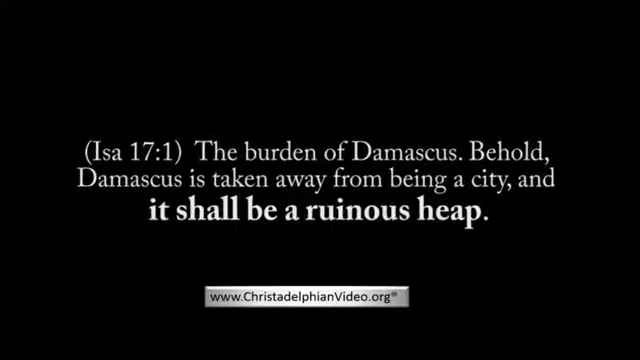 (Isa 17:1) The burden of Damascus. Behold,
Damascus is taken away from being a city, and
it shall be a ruinous heap.
www.ChristadelphianVideo.org®